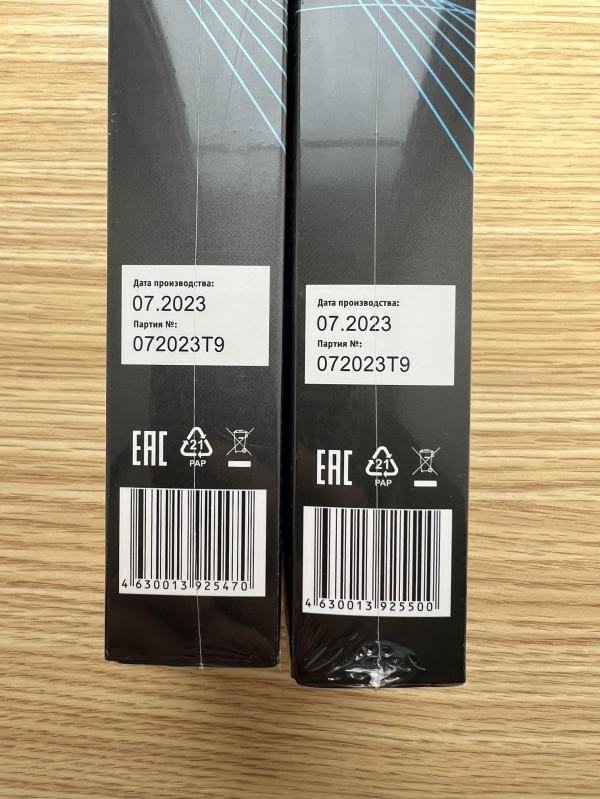 Дата производства:
07.2023
Партия №:
072023T9
EAC
21
PAP
4 630013 925470
Дата производства:
07.2023
Партия №:
072023T9
EAC
21
PAP
4 630013 925500